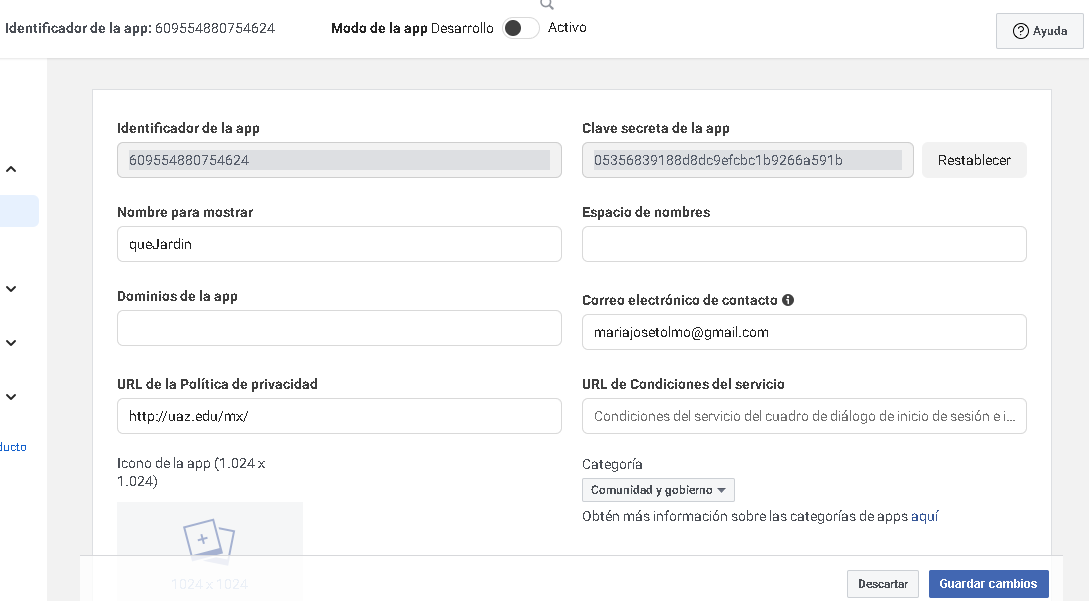 Identificador de la app: 609554880754624
Modo de la app Desarrollo Activo
Ayuda
Identificador de la app
609554880754624
Clave secreta de la app
05356839188d8dc9efcbc1b9266a591b
Restablecer
Nombre para mostrar
queJardin
Espacio de nombres
Dominios de la app
Correo electrónico de contacto
mariajosetolmo@gmail.com
URL de la Política de privacidad
http://uaz.edu/mx/
URL de Condiciones del servicio
Condiciones del servicio del cuadro de diálogo de inicio de sesión e i...
Icono de la app (1.024 x
1.024)
1024 x 1024
Categoría
Comunidad y gobierno
Obtén más información sobre las categorías de apps aquí
ducto
Descartar
Guardar cambios